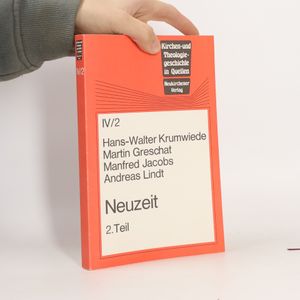 Kirchen-und
Theologie-
geschichte
in Quellen
Neukirchener
Verlag
IV/2
Hans-Walter Krumwiede
Martin Greschat
Manfred Jacobs
Andreas Lindt
Neuzeit
2.Teil
IV/2